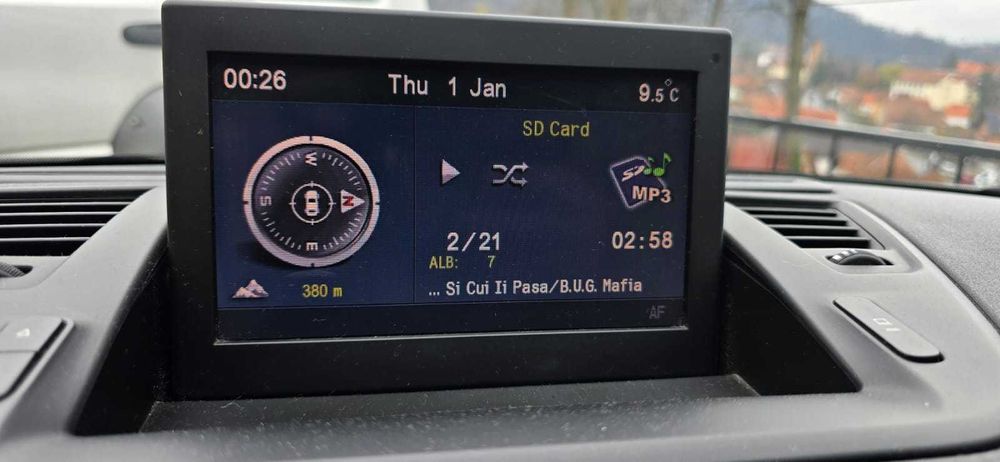 00:26 Thu 1 Jan 9.5°C
SD Card
W
S N
E
SD
MP3
2/21 02:58
ALB: 7
380 m
... Si Cui Ii Pasa/B.U.G. Mafia
AF